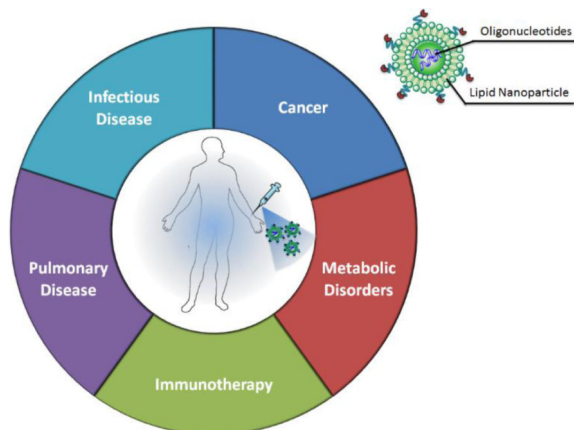 Oligonucleotides
Lipid Nanoparticle
Infectious
Disease
Cancer
Pulmonary
Disease
Metabolic
Disorders
Immunotherapy